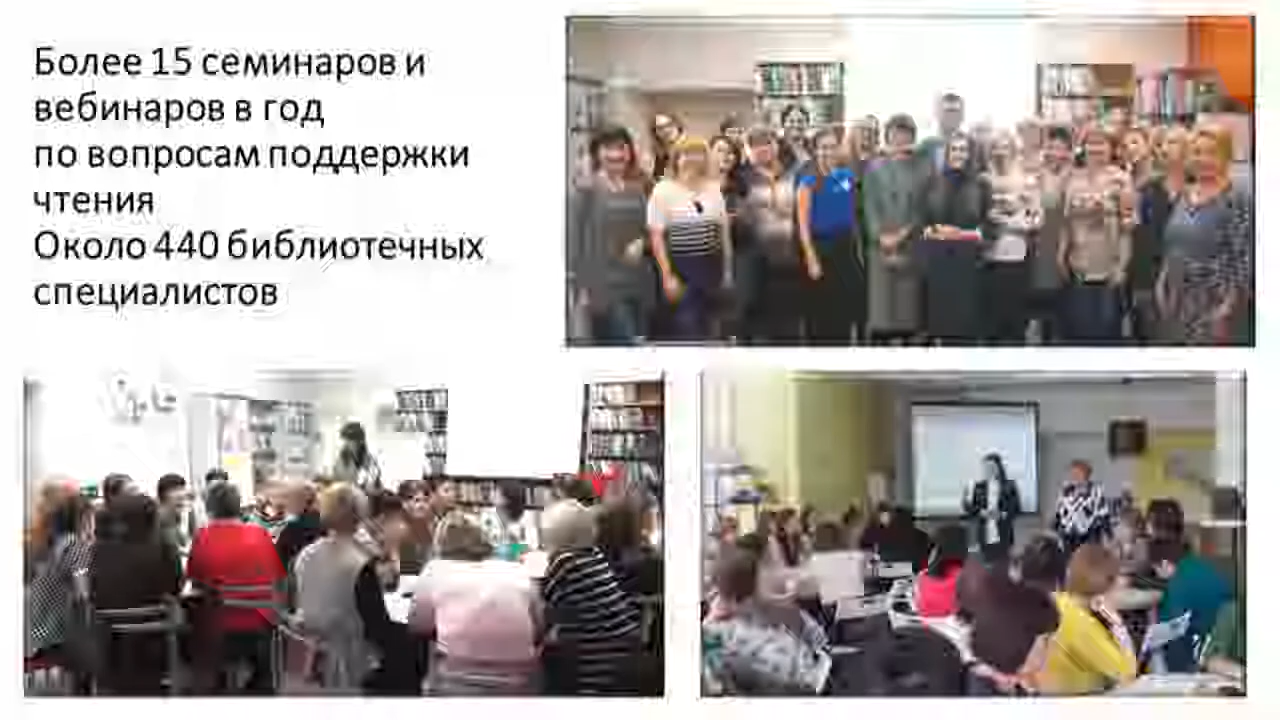 Более 15 семинаров и
вебинаров в год
по вопросам поддержки
чтения
Около 440 библиотечных
специалистов